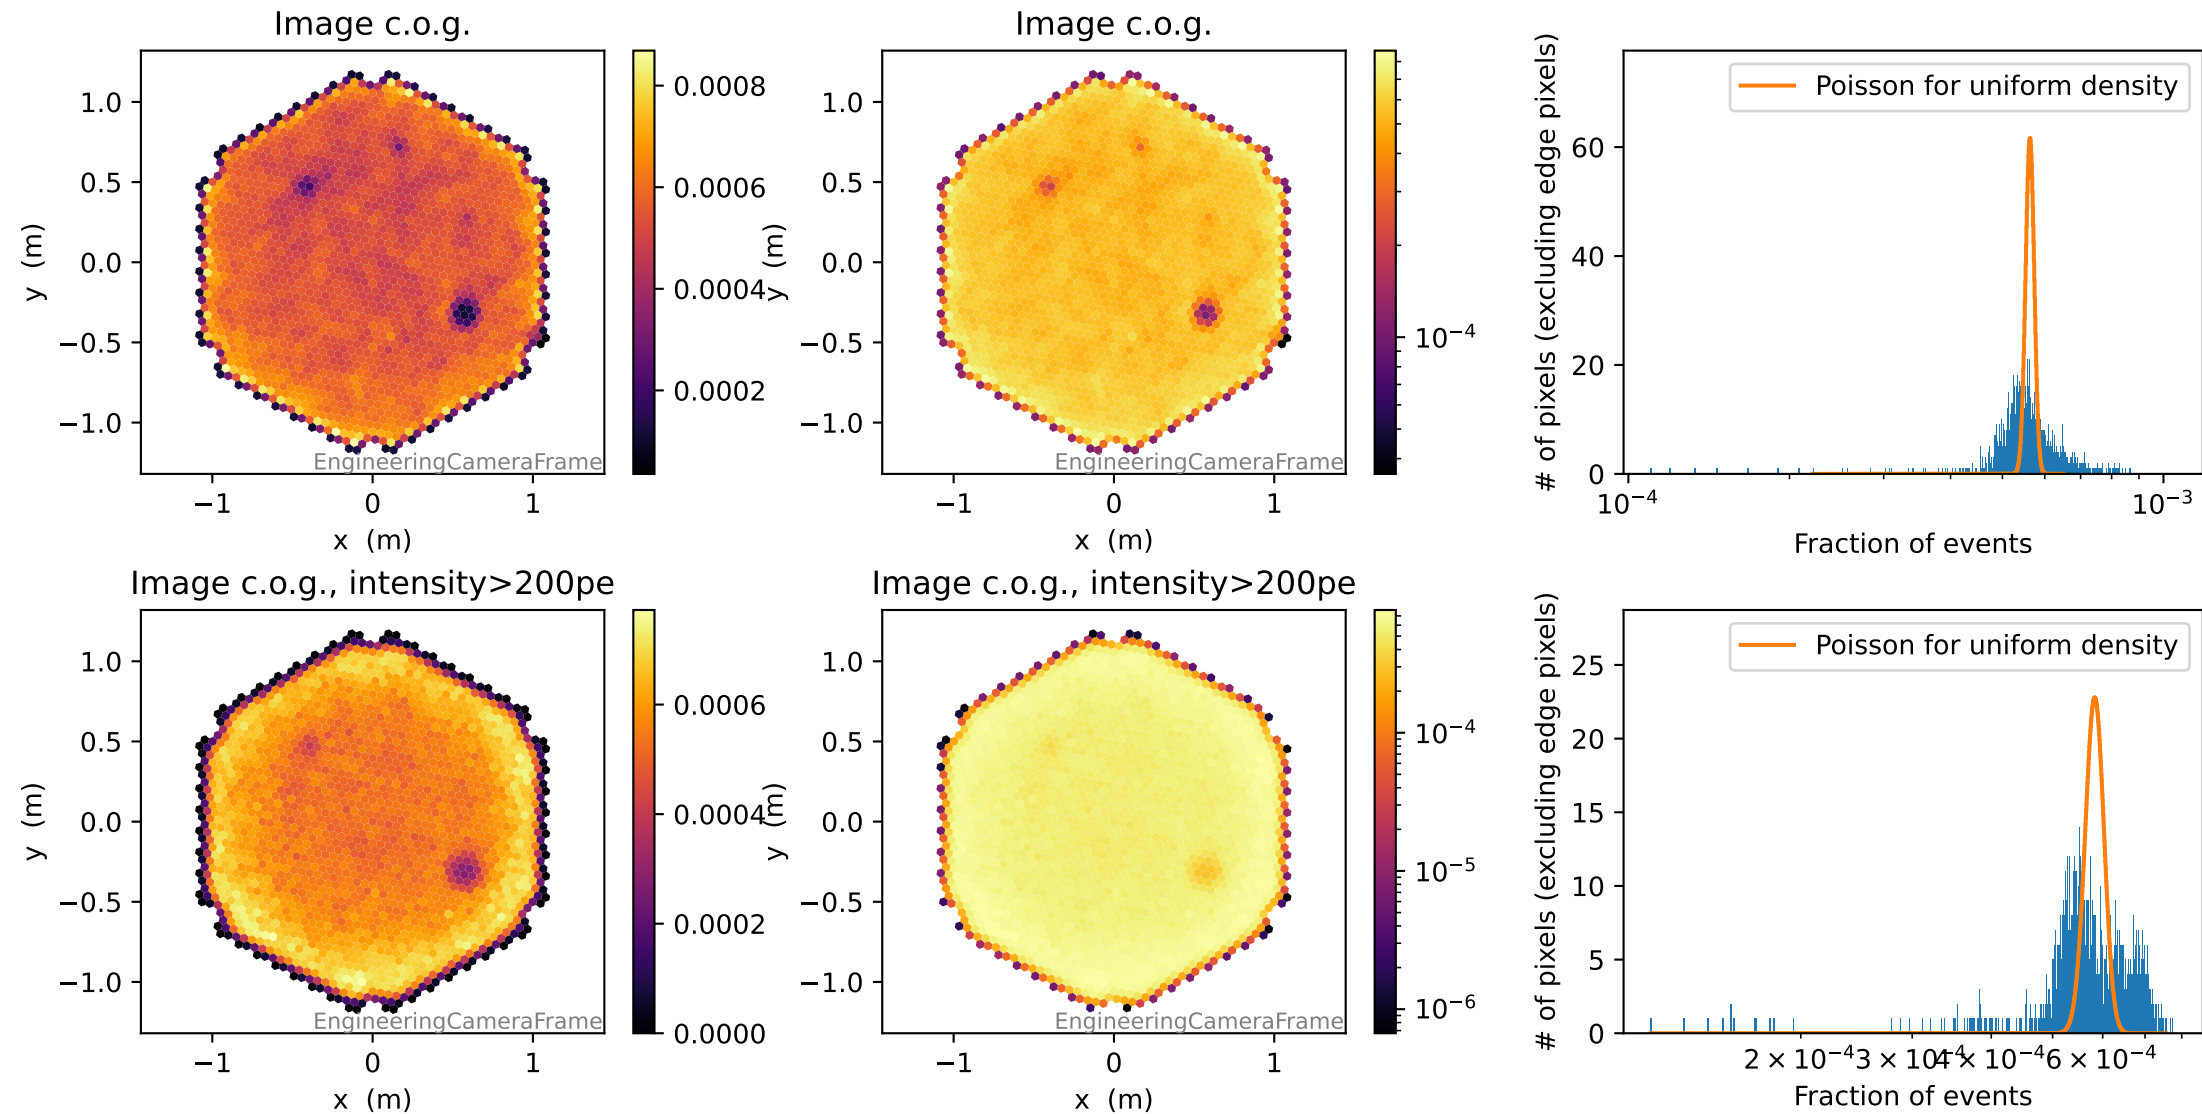 Image c.o.g.
1.0
0.5
0.0
−0.5
−1.0
y (m)
−1
0
1
x (m)
EngineeringCameraFrame
0.0008
0.0006
0.0004
0.0002
Image c.o.g.
1.0
0.5
0.0
−0.5
−1.0
y (m)
−1
0
1
x (m)
EngineeringCameraFrame
10⁻⁴
# of pixels (excluding edge pixels)
60
40
20
0
Poisson for uniform density
10⁻⁴
10⁻³
Fraction of events
Image c.o.g., intensity>200pe
1.0
0.5
0.0
−0.5
−1.0
y (m)
−1
0
1
x (m)
EngineeringCameraFrame
0.0006
0.0004
0.0002
0.0000
Image c.o.g., intensity>200pe
1.0
0.5
0.0
−0.5
−1.0
y (m)
−1
0
1
x (m)
EngineeringCameraFrame
10⁻⁴
10⁻⁵
10⁻⁶
# of pixels (excluding edge pixels)
25
20
15
10
5
0
Poisson for uniform density
2 × 10⁻⁴
3 × 10⁻⁴
4 × 10⁻⁴
6 × 10⁻⁴
Fraction of events